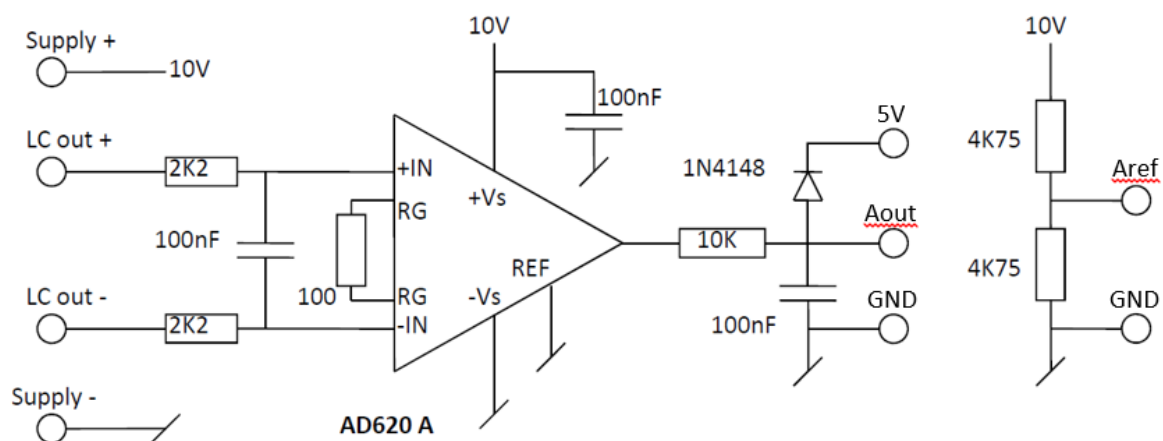 Supply +
10V
LC out +
2K2
100nF
LC out -
2K2
Supply -
10V
100nF
+IN
RG
+Vs
100
RG
-IN
REF
-Vs
AD620 A
10K
1N4148
5V
Aout
GND
100nF
10V
4K75
Aref
4K75
GND